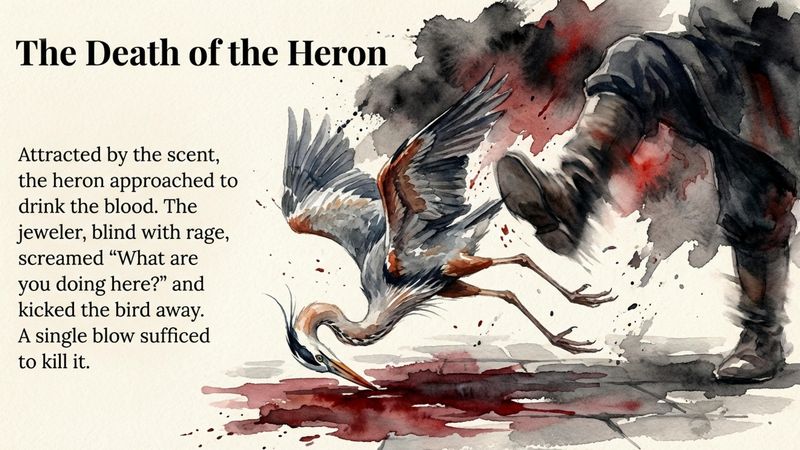 The Death of the Heron
Attracted by the scent,
the heron approached to
drink the blood. The
jeweler, blind with rage,
screamed “What are
you doing here?” and
kicked the bird away.
A single blow sufficed
to kill it.